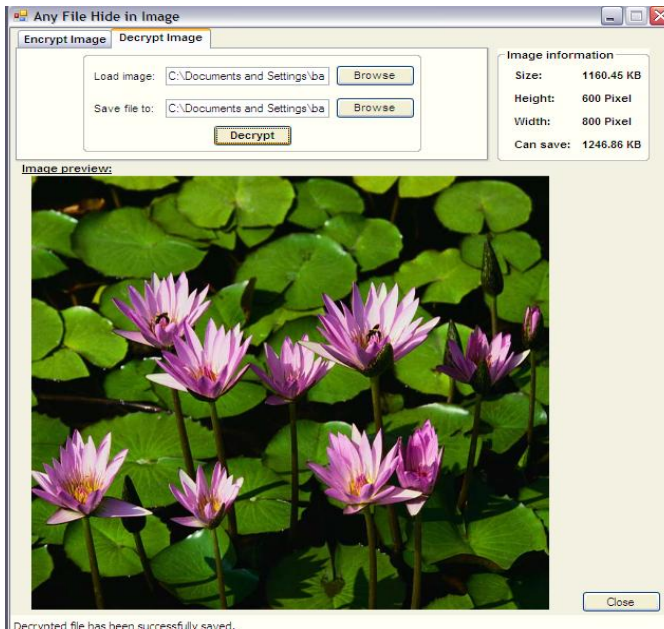 Any File Hide in Image
Encrypt Image Decrypt Image
Load image: C:\Documents and Settings\ba Browse
Save file to: C:\Documents and Settings\ba Browse
Decrypt
Image information
Size: 1160.45 KB
Height: 600 Pixel
Width: 800 Pixel
Can save: 1246.86 KB
Image preview:
Close
Decrypted file has been successfully saved.